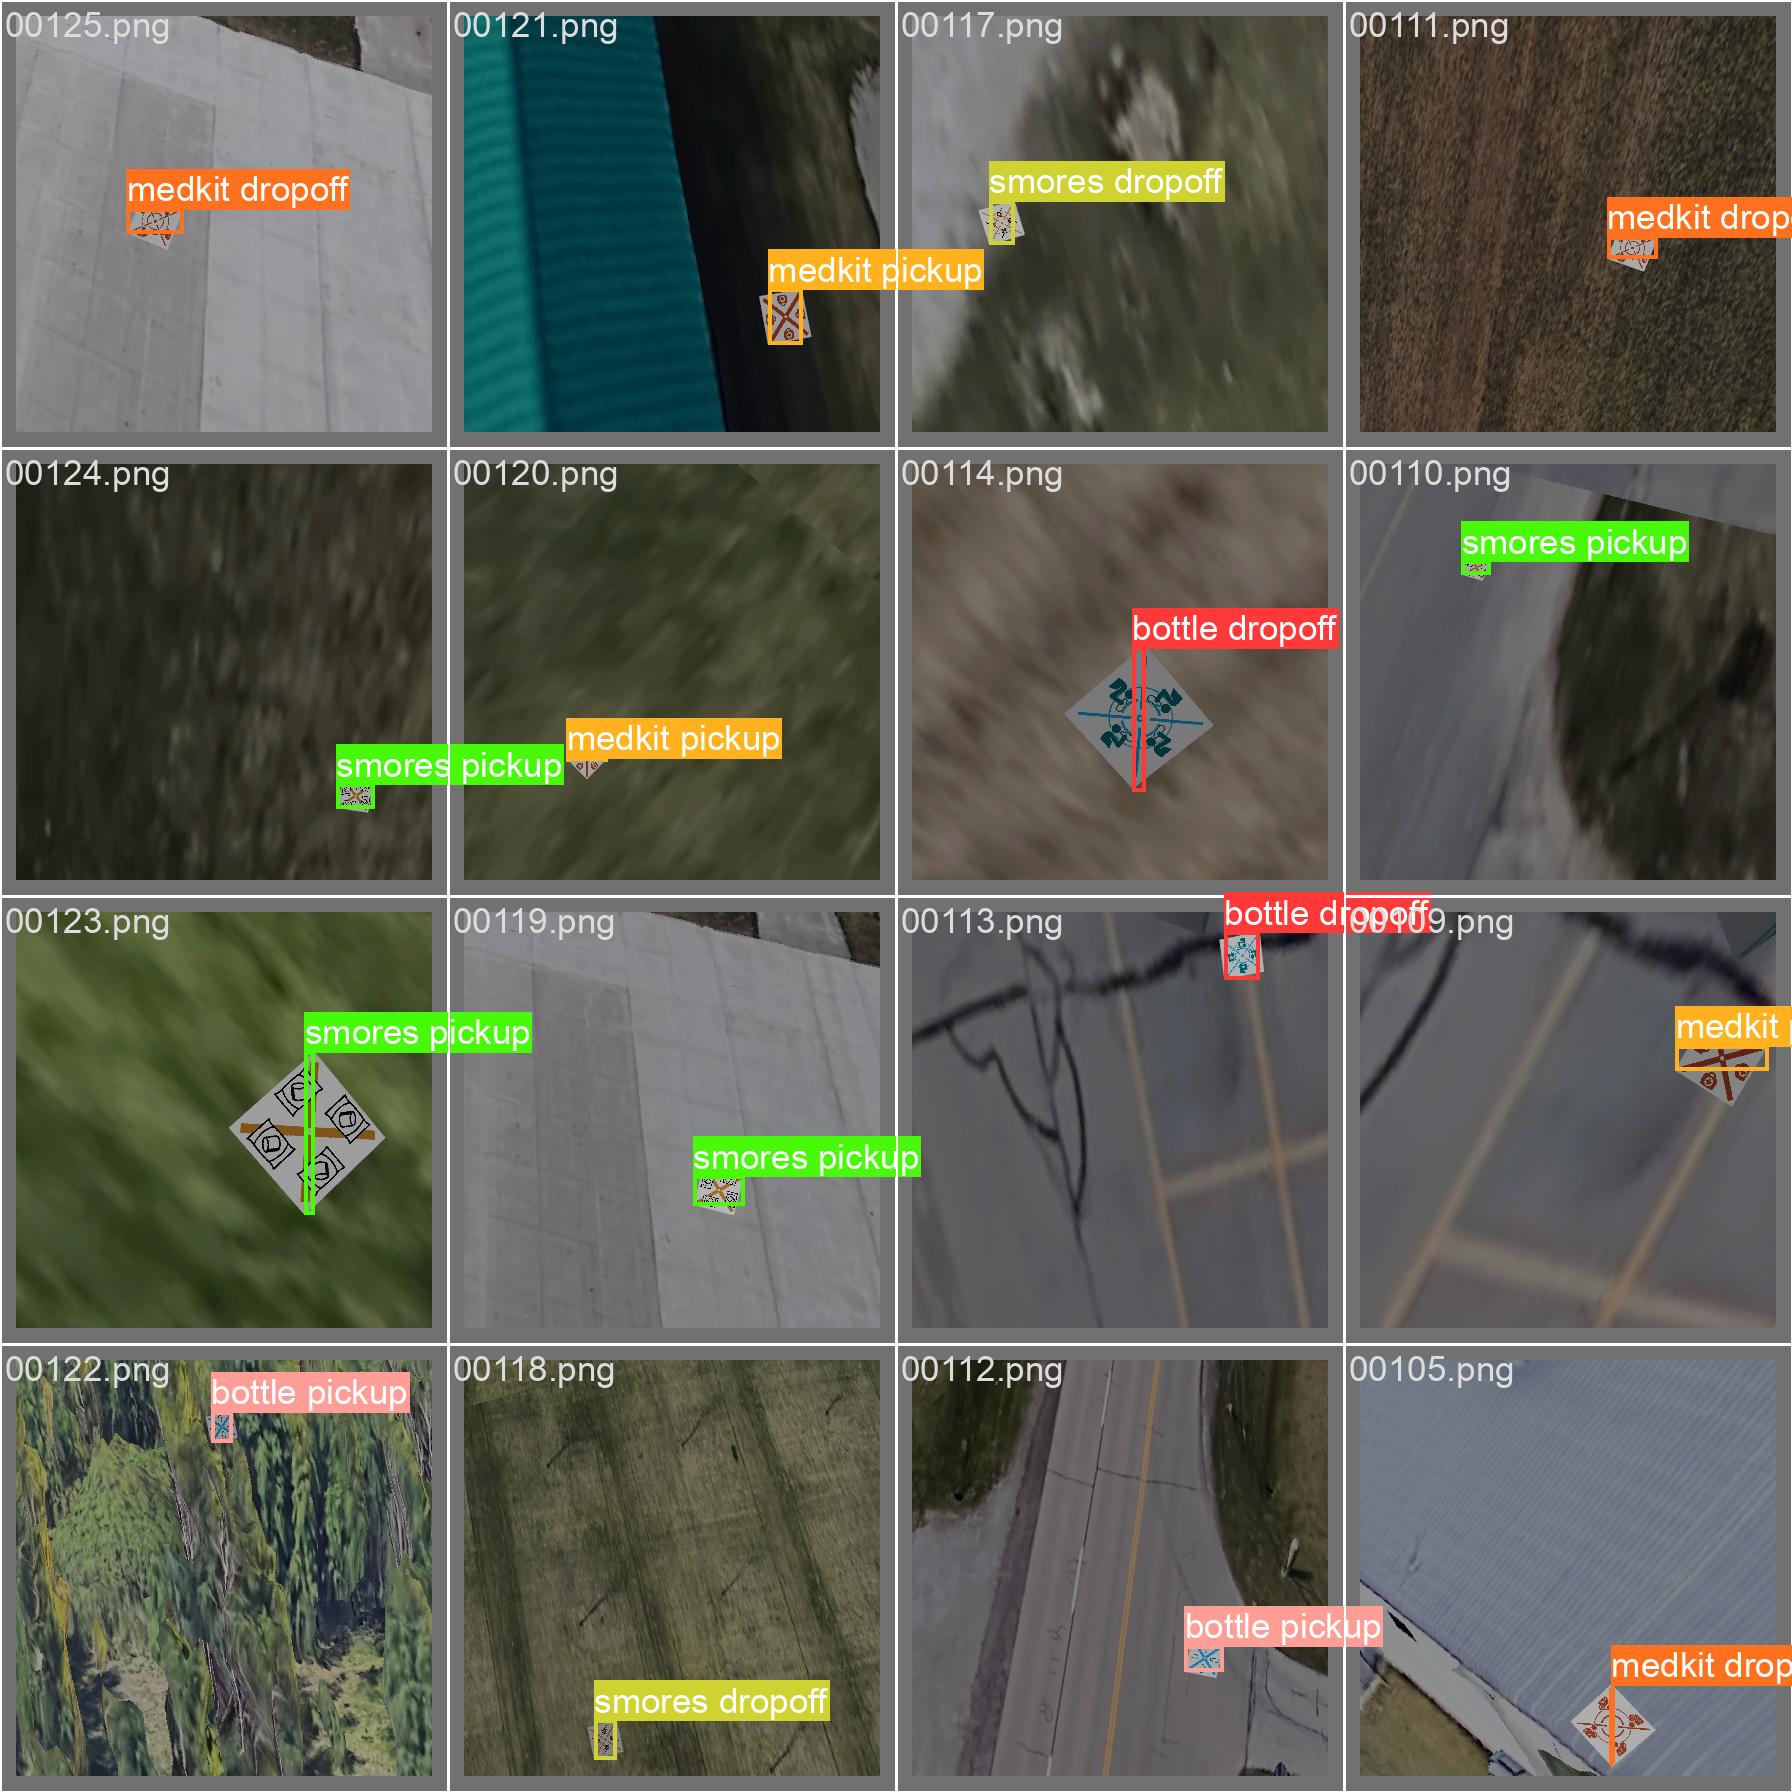 00125.png
medkit dropoff
00121.png
medkit pickup
00117.png
smores dropoff
00111.png
medkit drop
00124.png
smores pickup
00120.png
medkit pickup
00114.png
bottle dropoff
00110.png
smores pickup
00123.png
smores pickup
00119.png
smores pickup
00113.png
bottle dropoff
00109.png
medkit
00122.png
bottle pickup
00118.png
smores dropoff
00112.png
bottle pickup
00105.png
medkit drop